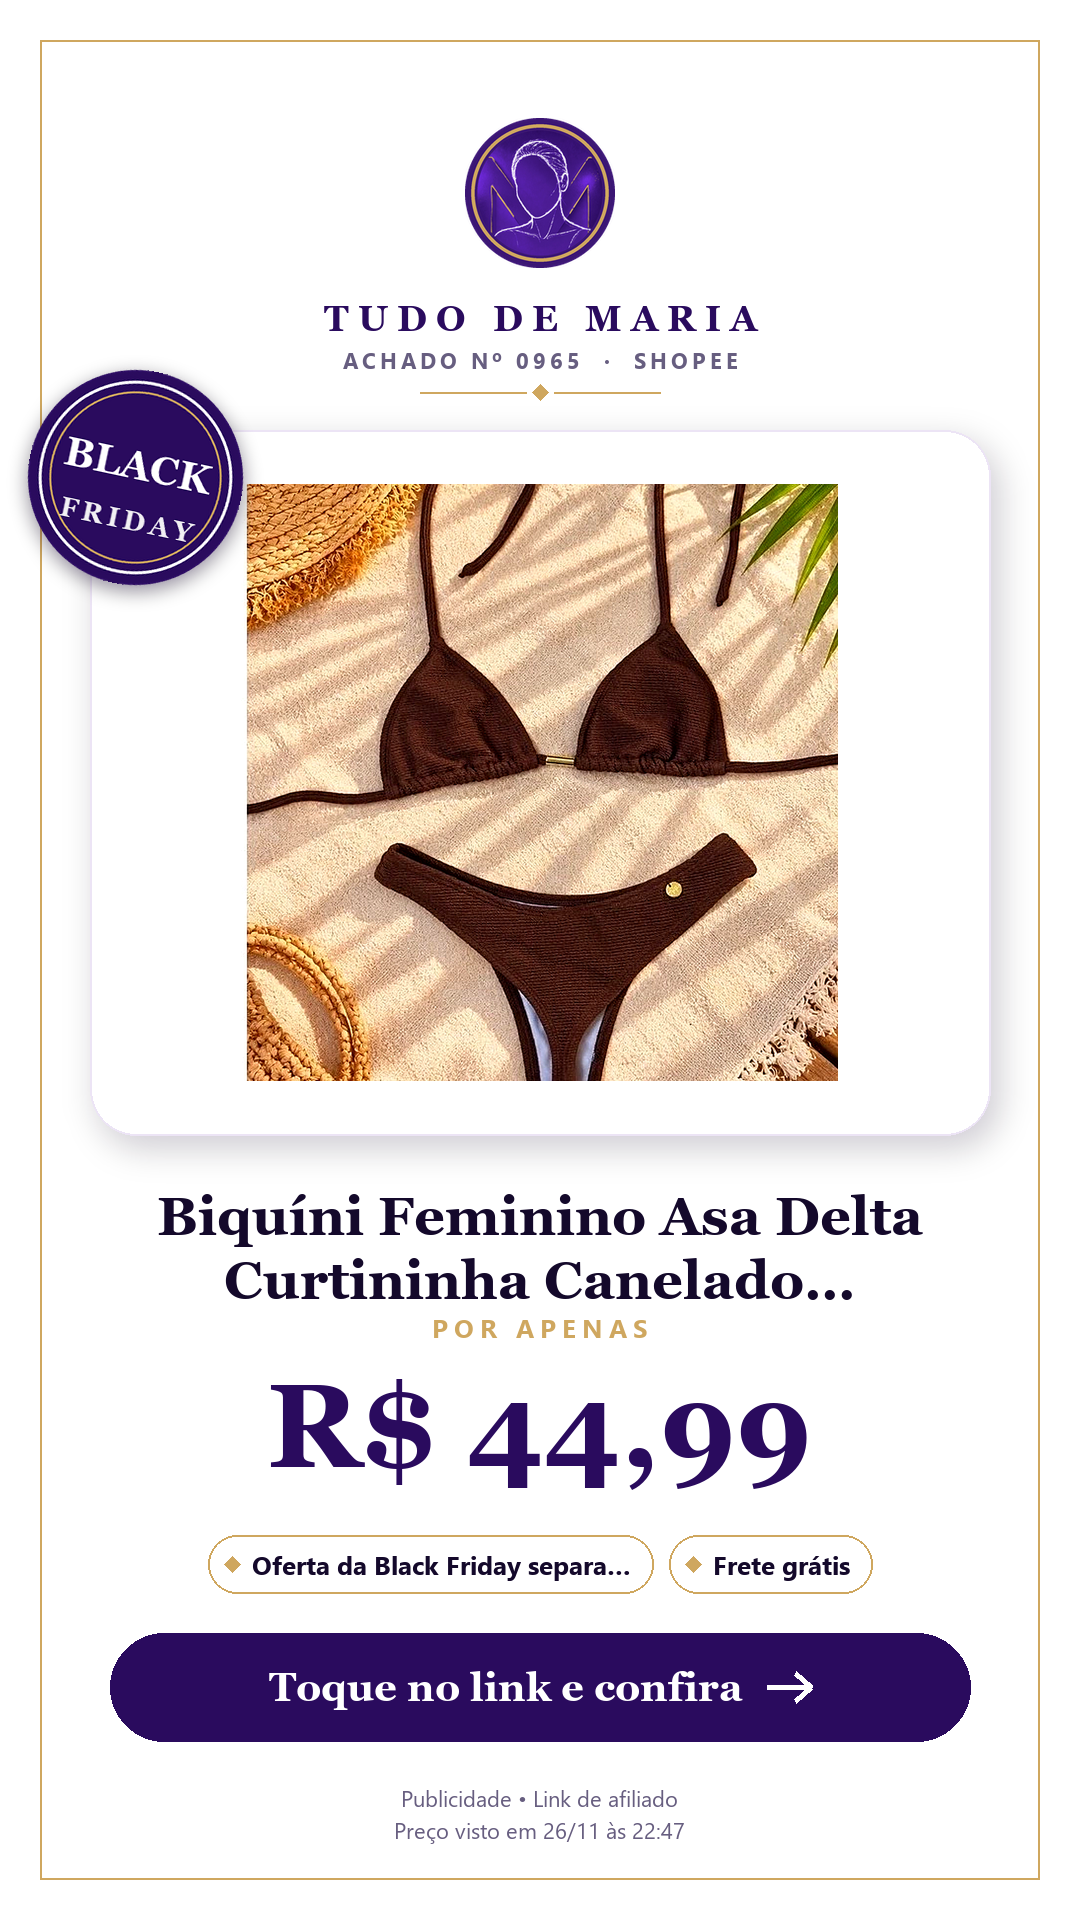 TUDO DE MARIA
ACHADO Nº 0965 · SHOPEE
BLACK
FRIDAY
Biquíni Feminino Asa Delta
Curtininha Canelado...
POR APENAS
R$ 44,99
Oferta da Black Friday separa...
Frete grátis
Toque no link e confira →
Publicidade • Link de afiliado
Preço visto em 26/11 às 22:47